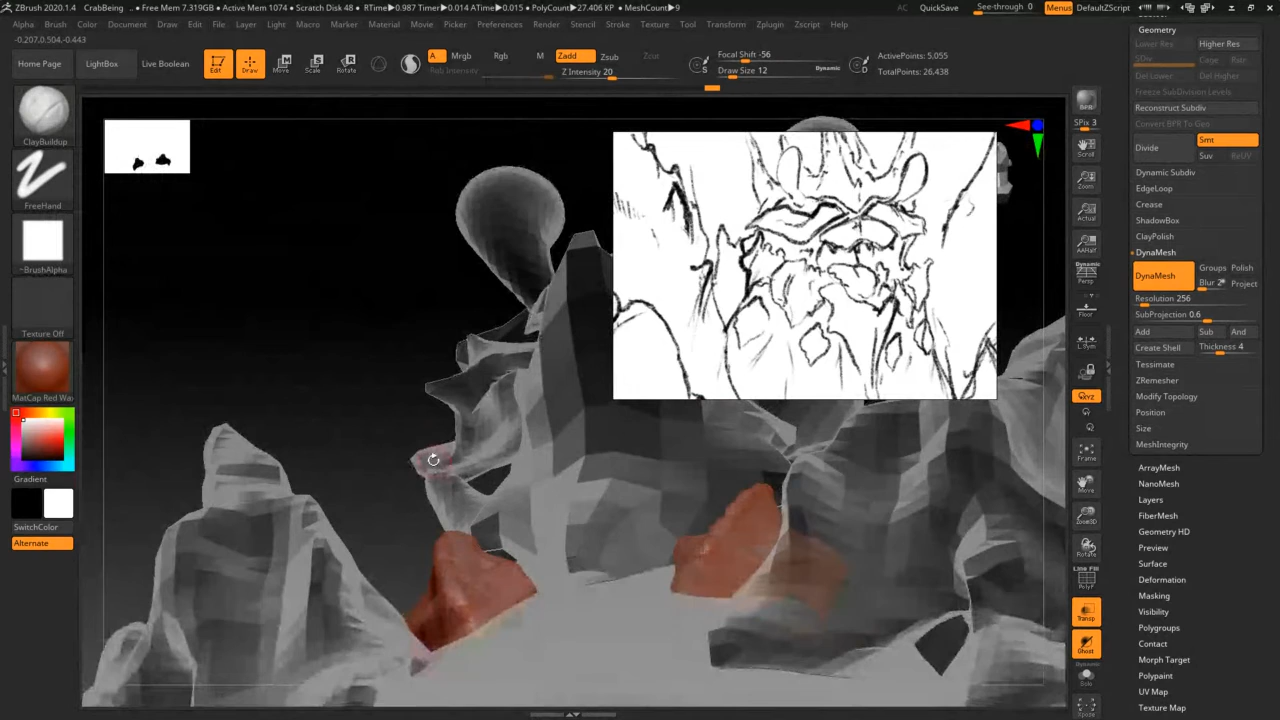 ZBrush 2020.1.4 CrabBeing .. • Free Mem 7.319GB • Active Mem 1074 • Scratch Disk 48 • RTime▶0.987 Timer▶0.014 ATime▶0.015 • PolyCount▶27.406 KP • MeshCount▶9 AC QuickSave See-through 0 Menus DefaultZScript
Alpha Brush Color Document Draw Edit File Layer Light Macro Marker Material Movie Picker Preferences Render Stencil Stroke Texture Tool Transform Zplugin Zscript Help
-0.207,0.504,-0.443
Home Page LightBox Live Boolean Edit Draw Move Scale Rotate
A Mrgb Rgb M Zadd Zsub Zcut
Rgb Intensity Z Intensity 20
Focal Shift -56
Draw Size 12 Dynamic
ActivePoints: 5,055
TotalPoints: 26,438
ClayBuildup
FreeHand
~BrushAlpha
Texture Off
MatCap Red Wax
Gradient
SwitchColor
Alternate
BPR
SPix 3
Scroll
Zoom
Actual
AAHalf
Dynamic
Persp
Floor
L.Sym
XYZ
Frame
Move
Zoom3D
Rotate
Line Fill
PolyF
Transp
Ghost
Dynamic
Solo
Xpose
Geometry
Lower Res Higher Res
SDiv Cage Rstr
Del Lower Del Higher
Freeze SubDivision Levels
Reconstruct Subdiv
Convert BPR To Geo
Divide Smt
Suv ReUV
Dynamic Subdiv
EdgeLoop
Crease
ShadowBox
ClayPolish
DynaMesh
DynaMesh Groups Polish
Blur 2 Project
Resolution 256
SubProjection 0.6
Add Sub And
Create Shell Thickness 4
Tessimate
ZRemesher
Modify Topology
Position
Size
MeshIntegrity
ArrayMesh
NanoMesh
Layers
FiberMesh
Geometry HD
Preview
Surface
Deformation
Masking
Visibility
Polygroups
Contact
Morph Target
Polypaint
UV Map
Texture Map